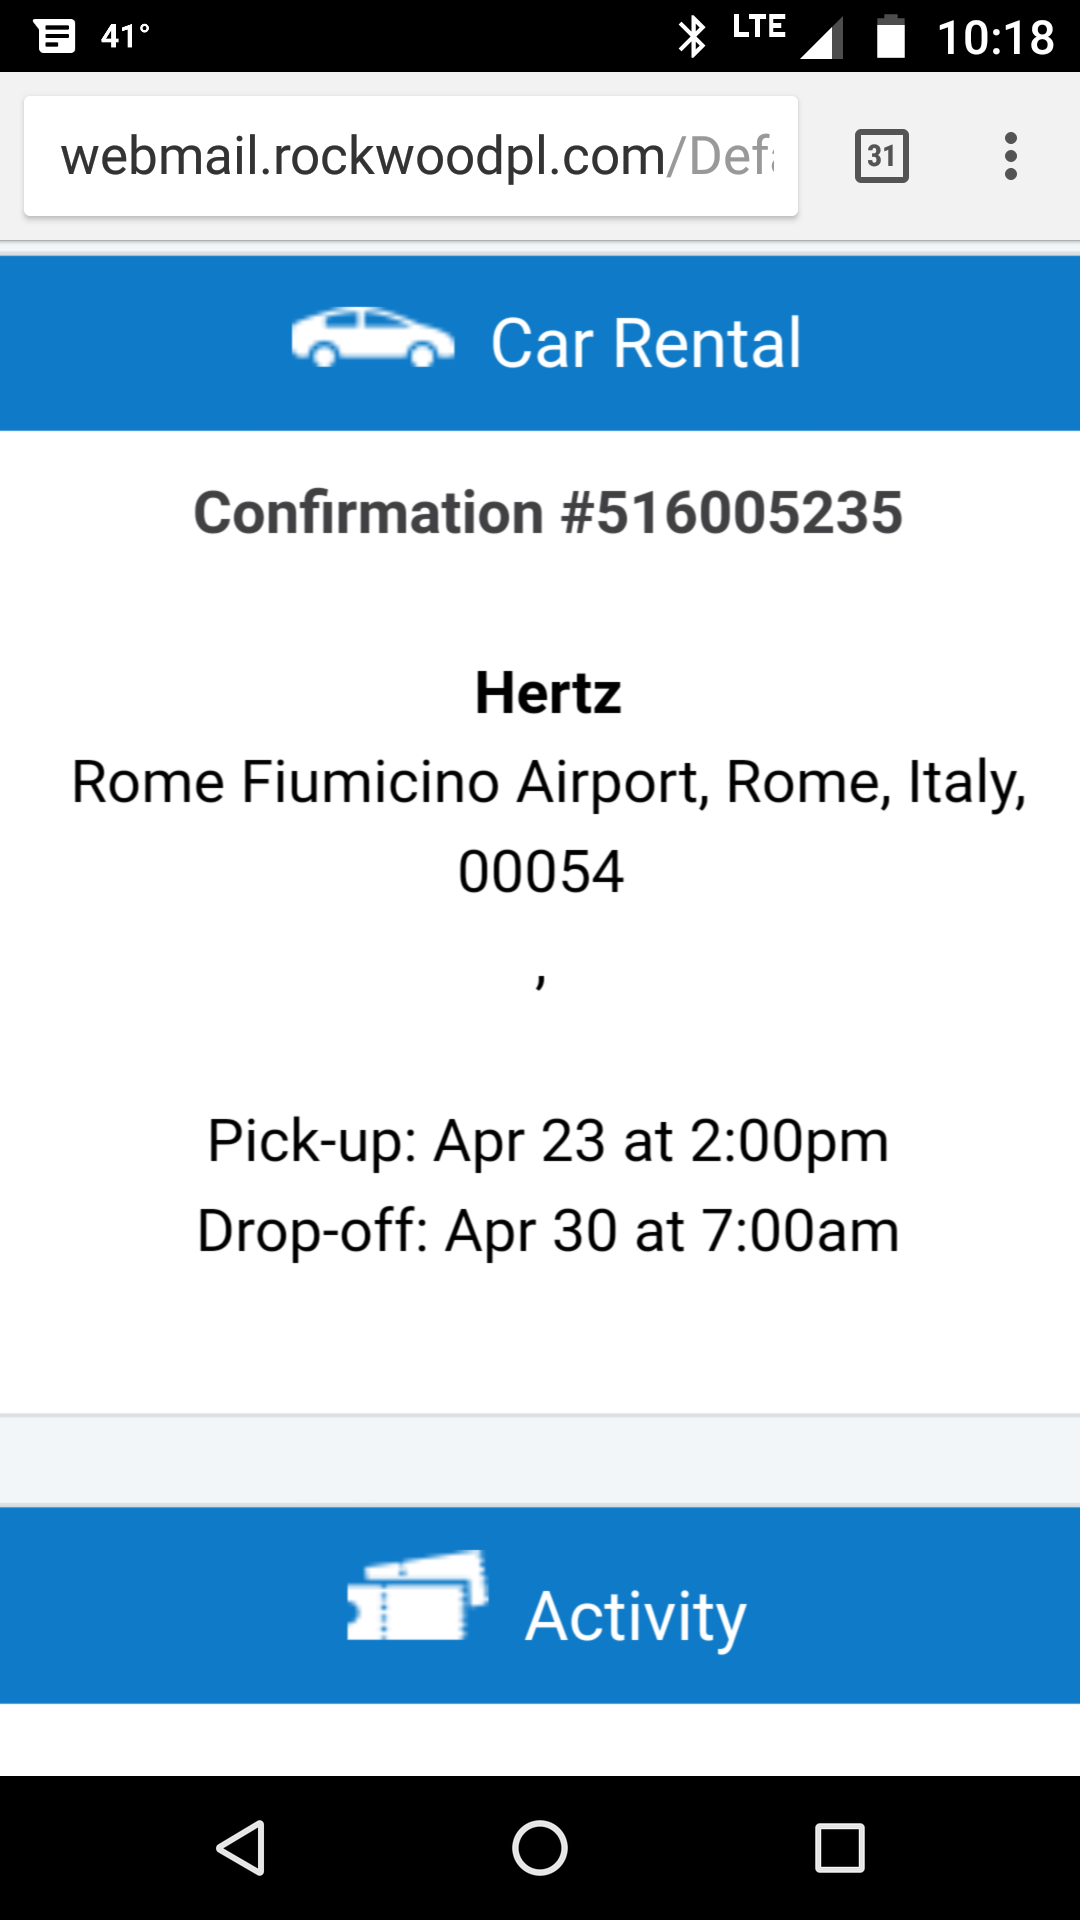 41°
LTE
10:18
webmail.rockwoodpl.com/Defa
31
Car Rental
Confirmation #516005235
Hertz
Rome Fiumicino Airport, Rome, Italy,
00054
,
Pick-up: Apr 23 at 2:00pm
Drop-off: Apr 30 at 7:00am
Activity